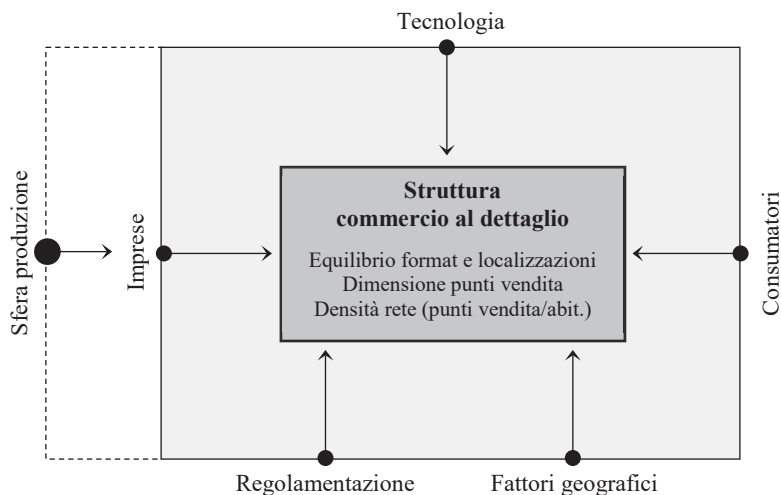 Tecnologia
Sfera produzione
Imprese
Struttura
commercio al dettaglio
Equilibrio format e localizzazioni
Dimensione punti vendita
Densità rete (punti vendita/abit.)
Consumatori
Regolamentazione
Fattori geografici